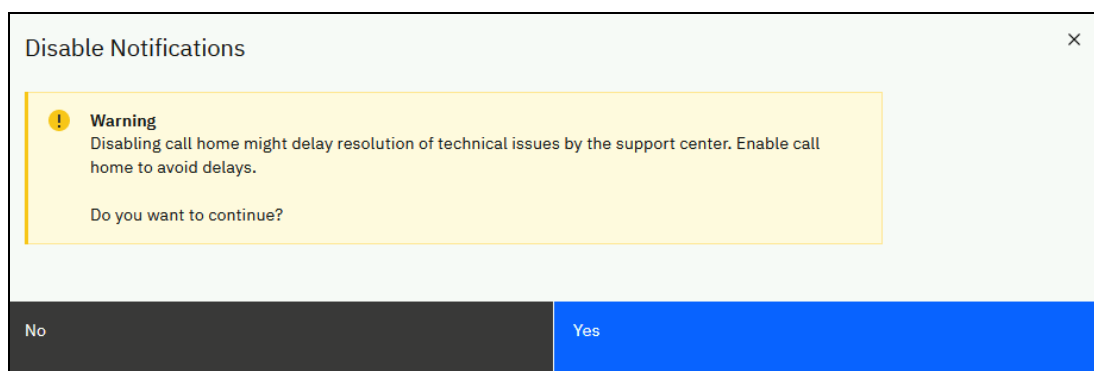 Disable Notifications
Warning
Disabling call home might delay resolution of technical issues by the support center. Enable call
home to avoid delays.
Do you want to continue?
No
Yes